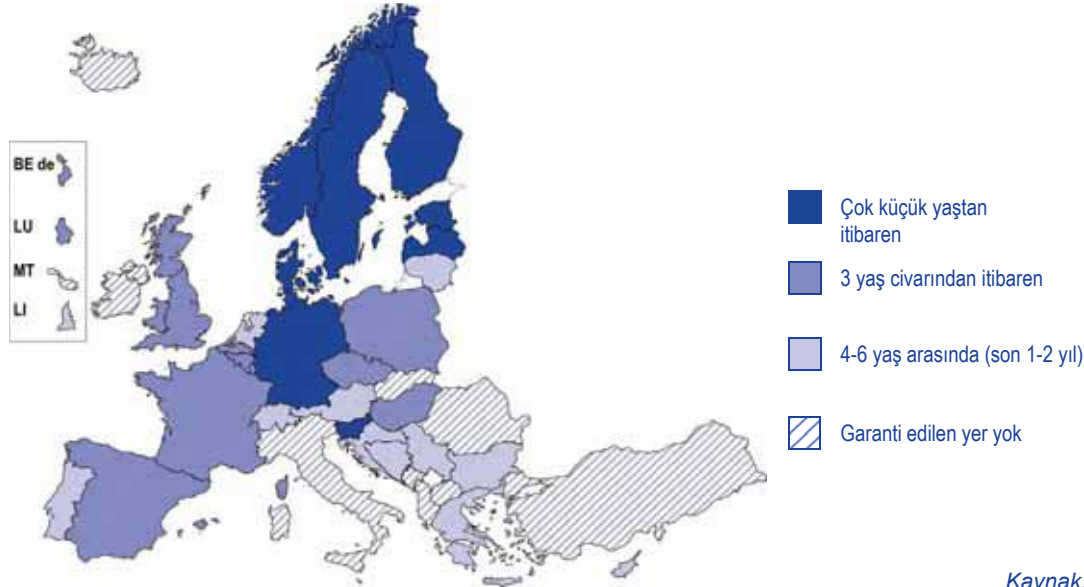 BE de
LU
MT
LI
Çok küçük yaştan
itibaren
3 yaş civarından itibaren
4-6 yaş arasında (son 1-2 yıl)
Garanti edilen yer yok
Kaynak